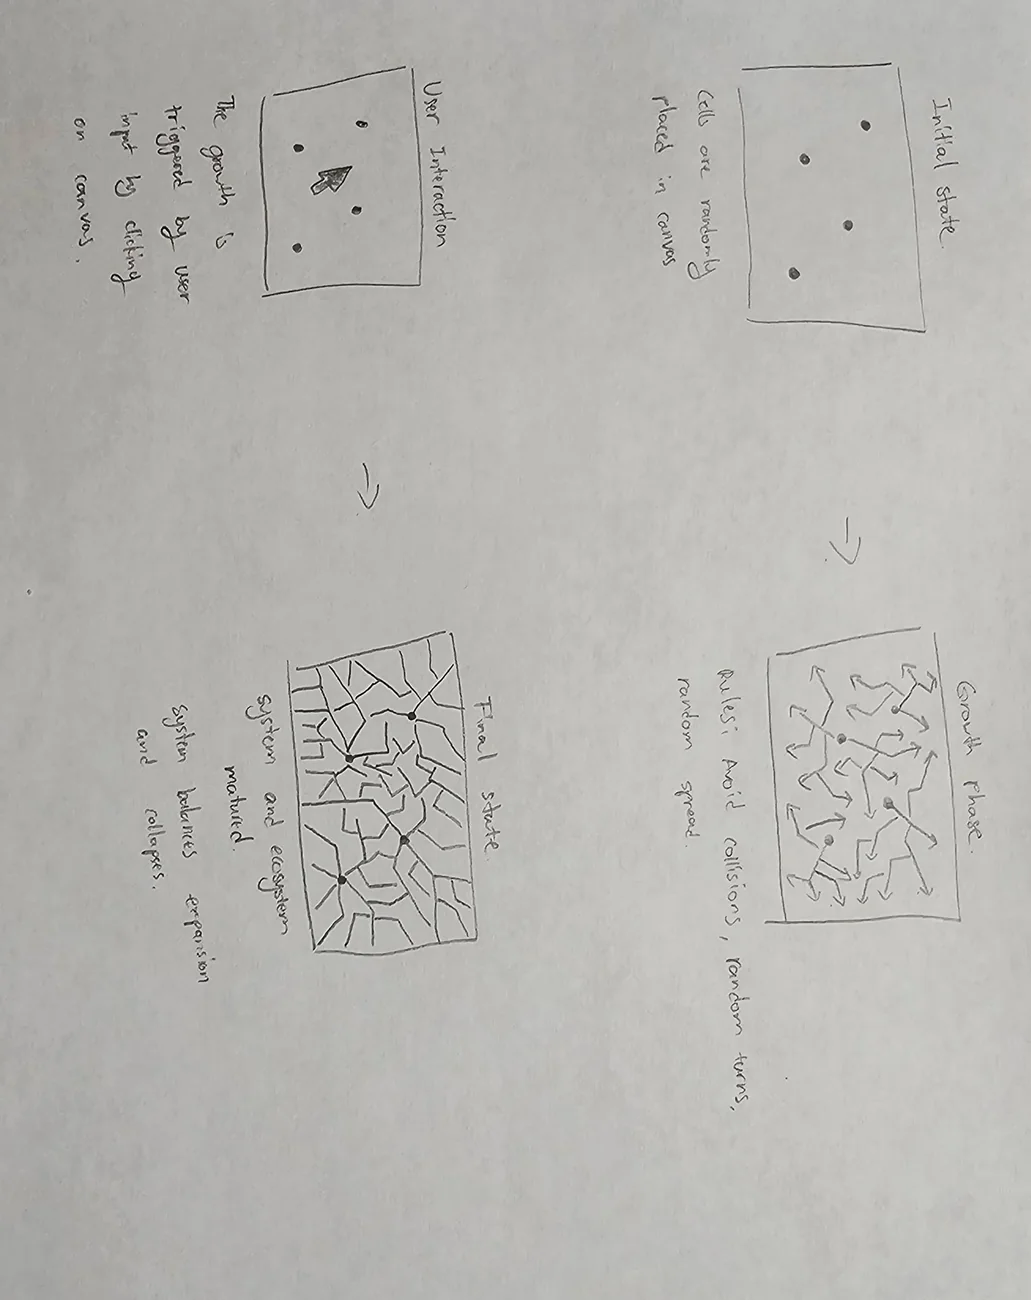 Initial state.
Cells are randomly
placed in canvas
Growth phase.
Rules: Avoid collisions, random turns,
random spread.
User Interaction
The growth is
triggered by user
input by clicking
on canvas.
Final state.
system and ecosystem
matured.
system balances expansion
and collapses.